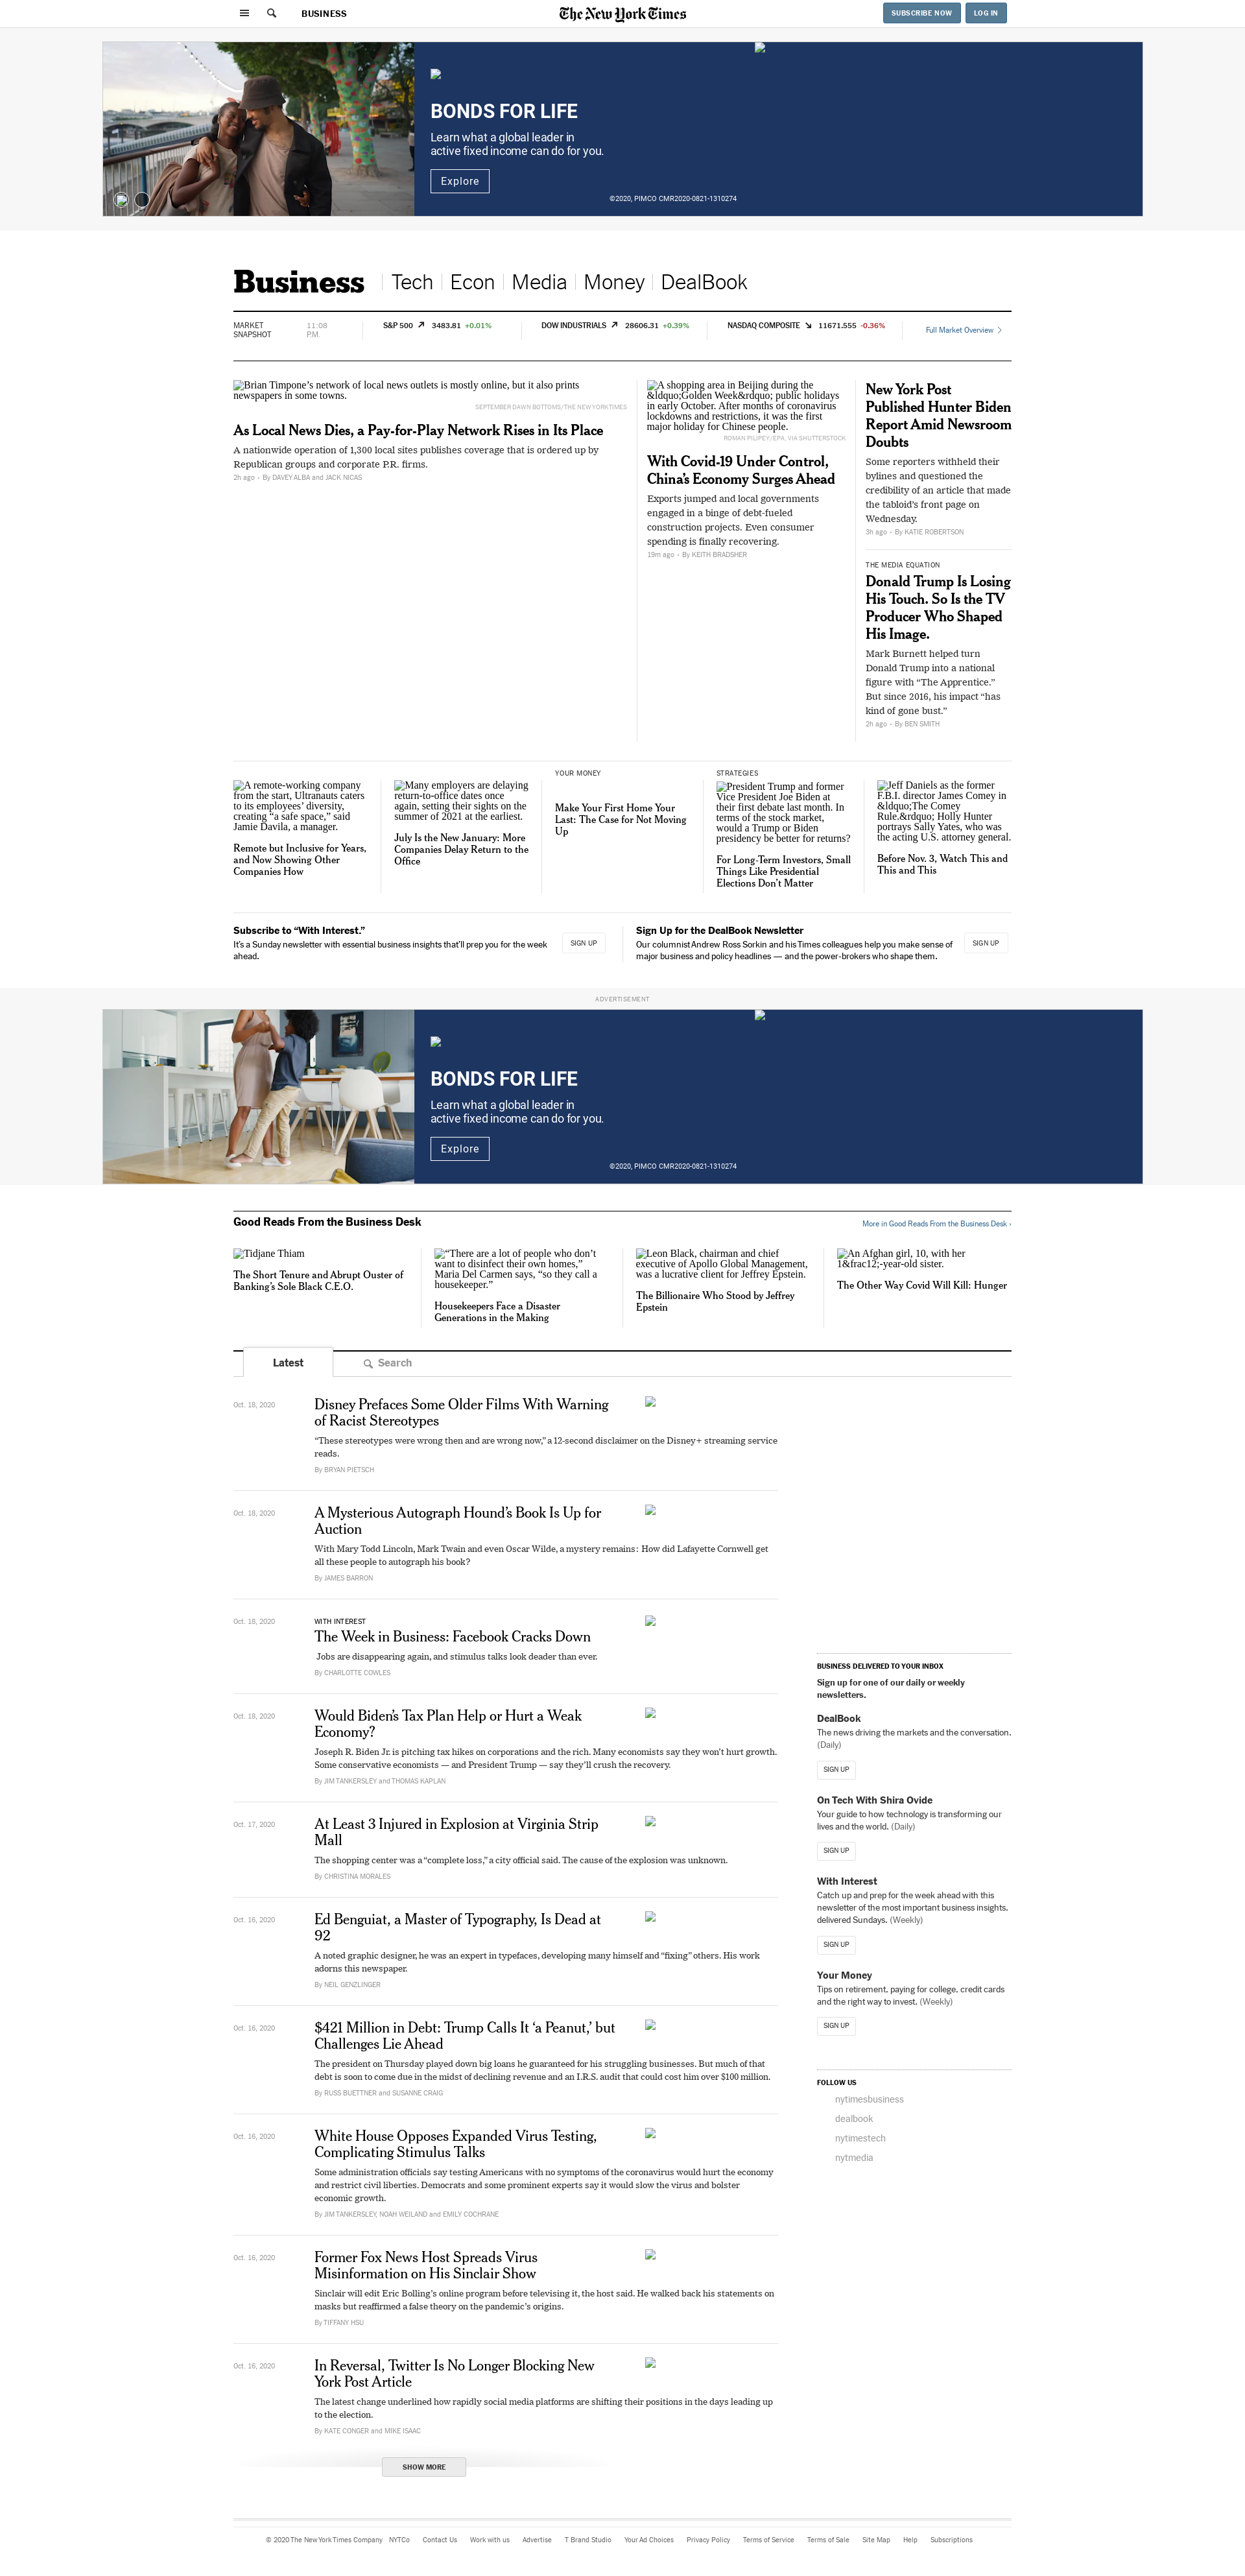 BUSINESS
The New York Times
SUBSCRIBE NOW
LOG IN
BONDS FOR LIFE
Learn what a global leader in
active fixed income can do for you.
Explore
©2020, PIMCO CMR2020-0821-1310274
Business
Tech
Econ
Media
Money
DealBook
MARKET
SNAPSHOT
11:08
P.M.
S&P 500 3483.81 +0.01%
DOW INDUSTRIALS 28606.31 +0.39%
NASDAQ COMPOSITE 11671.555 -0.36%
Full Market Overview
Brian Timpone’s network of local news outlets is mostly online, but it also prints
newspapers in some towns.
SEPTEMBER DAWN BOTTOMS/THE NEW YORK TIMES
As Local News Dies, a Pay-for-Play Network Rises in Its Place
A nationwide operation of 1,300 local sites publishes coverage that is ordered up by
Republican groups and corporate P.R. firms.
2h ago • By DAVEY ALBA and JACK NICAS
A shopping area in Beijing during the
&ldquo;Golden Week&rdquo; public holidays
in early October. After months of coronavirus
lockdowns and restrictions, it was the first
major holiday for Chinese people.
ROMAN PILIPEY/EPA, VIA SHUTTERSTOCK
With Covid-19 Under Control,
China’s Economy Surges Ahead
Exports jumped and local governments
engaged in a binge of debt-fueled
construction projects. Even consumer
spending is finally recovering.
19m ago • By KEITH BRADSHER
New York Post
Published Hunter Biden
Report Amid Newsroom
Doubts
Some reporters withheld their
bylines and questioned the
credibility of an article that made
the tabloid’s front page on
Wednesday.
3h ago • By KATIE ROBERTSON
THE MEDIA EQUATION
Donald Trump Is Losing
His Touch. So Is the TV
Producer Who Shaped
His Image.
Mark Burnett helped turn
Donald Trump into a national
figure with “The Apprentice.”
But since 2016, his impact “has
kind of gone bust.”
2h ago • By BEN SMITH
A remote-working company
from the start, Ultranauts caters
to its employees’ diversity,
creating “a safe space,” said
Jamie Davila, a manager.
Remote but Inclusive for Years,
and Now Showing Other
Companies How
Many employers are delaying
return-to-office dates once
again, setting their sights on the
summer of 2021 at the earliest.
July Is the New January: More
Companies Delay Return to the
Office
YOUR MONEY
Make Your First Home Your
Last: The Case for Not Moving
Up
STRATEGIES
President Trump and former
Vice President Joe Biden at
their first debate last month. In
terms of the stock market,
would a Trump or Biden
presidency be better for returns?
For Long-Term Investors, Small
Things Like Presidential
Elections Don’t Matter
Jeff Daniels as the former
F.B.I. director James Comey in
&ldquo;The Comey
Rule.&rdquo; Holly Hunter
portrays Sally Yates, who was
the acting U.S. attorney general.
Before Nov. 3, Watch This and
This and This
Subscribe to “With Interest.”
It’s a Sunday newsletter with essential business insights that’ll prep you for the week
ahead.
SIGN UP
Sign Up for the DealBook Newsletter
Our columnist Andrew Ross Sorkin and his Times colleagues help you make sense of
major business and policy headlines — and the power-brokers who shape them.
SIGN UP
ADVERTISEMENT
BONDS FOR LIFE
Learn what a global leader in
active fixed income can do for you.
Explore
©2020, PIMCO CMR2020-0821-1310274
Good Reads From the Business Desk
More in Good Reads From the Business Desk ›
Tidjane Thiam
The Short Tenure and Abrupt Ouster of
Banking’s Sole Black C.E.O.
“There are a lot of people who don’t
want to disinfect their own homes,”
Maria Del Carmen says, “so they call a
housekeeper.”
Housekeepers Face a Disaster
Generations in the Making
Leon Black, chairman and chief
executive of Apollo Global Management,
was a lucrative client for Jeffrey Epstein.
The Billionaire Who Stood by Jeffrey
Epstein
An Afghan girl, 10, with her
1&frac12;-year-old sister.
The Other Way Covid Will Kill: Hunger
Latest
Search
Oct. 18, 2020
Disney Prefaces Some Older Films With Warning
of Racist Stereotypes
“These stereotypes were wrong then and are wrong now,” a 12-second disclaimer on the Disney+ streaming service
reads.
By BRYAN PIETSCH
Oct. 18, 2020
A Mysterious Autograph Hound’s Book Is Up for
Auction
With Mary Todd Lincoln, Mark Twain and even Oscar Wilde, a mystery remains: How did Lafayette Cornwell get
all these people to autograph his book?
By JAMES BARRON
Oct. 18, 2020
WITH INTEREST
The Week in Business: Facebook Cracks Down
Jobs are disappearing again, and stimulus talks look deader than ever.
By CHARLOTTE COWLES
Oct. 18, 2020
Would Biden’s Tax Plan Help or Hurt a Weak
Economy?
Joseph R. Biden Jr. is pitching tax hikes on corporations and the rich. Many economists say they won’t hurt growth.
Some conservative economists — and President Trump — say they’ll crush the recovery.
By JIM TANKERSLEY and THOMAS KAPLAN
Oct. 17, 2020
At Least 3 Injured in Explosion at Virginia Strip
Mall
The shopping center was a “complete loss,” a city official said. The cause of the explosion was unknown.
By CHRISTINA MORALES
Oct. 16, 2020
Ed Benguiat, a Master of Typography, Is Dead at
92
A noted graphic designer, he was an expert in typefaces, developing many himself and “fixing” others. His work
adorns this newspaper.
By NEIL GENZLINGER
Oct. 16, 2020
$421 Million in Debt: Trump Calls It ‘a Peanut,’ but
Challenges Lie Ahead
The president on Thursday played down big loans he guaranteed for his struggling businesses. But much of that
debt is soon to come due in the midst of declining revenue and an I.R.S. audit that could cost him over $100 million.
By RUSS BUETTNER and SUSANNE CRAIG
Oct. 16, 2020
White House Opposes Expanded Virus Testing,
Complicating Stimulus Talks
Some administration officials say testing Americans with no symptoms of the coronavirus would hurt the economy
and restrict civil liberties. Democrats and some prominent experts say it would slow the virus and bolster
economic growth.
By JIM TANKERSLEY, NOAH WEILAND and EMILY COCHRANE
Oct. 16, 2020
Former Fox News Host Spreads Virus
Misinformation on His Sinclair Show
Sinclair will edit Eric Bolling’s online program before televising it, the host said. He walked back his statements on
masks but reaffirmed a false theory on the pandemic’s origins.
By TIFFANY HSU
Oct. 16, 2020
In Reversal, Twitter Is No Longer Blocking New
York Post Article
The latest change underlined how rapidly social media platforms are shifting their positions in the days leading up
to the election.
By KATE CONGER and MIKE ISAAC
SHOW MORE
BUSINESS DELIVERED TO YOUR INBOX
Sign up for one of our daily or weekly
newsletters.
DealBook
The news driving the markets and the conversation.
(Daily)
SIGN UP
On Tech With Shira Ovide
Your guide to how technology is transforming our
lives and the world. (Daily)
SIGN UP
With Interest
Catch up and prep for the week ahead with this
newsletter of the most important business insights,
delivered Sundays. (Weekly)
SIGN UP
Your Money
Tips on retirement, paying for college, credit cards
and the right way to invest. (Weekly)
SIGN UP
FOLLOW US
nytimesbusiness
dealbook
nytimestech
nytmedia
© 2020 The New York Times Company NYTCo Contact Us Work with us Advertise T Brand Studio Your Ad Choices Privacy Policy Terms of Service Terms of Sale Site Map Help Subscriptions